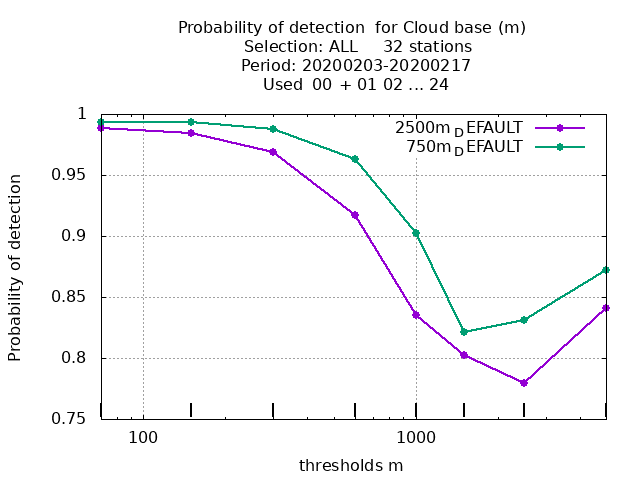 Probability of detection  for Cloud base (m)
Selection: ALL     32 stations
Period: 20200203-20200217
Used  00 + 01 02 ... 24
2500m_DEFAULT
750m_DEFAULT
1
0.95
0.9
0.85
0.8
0.75
Probability of detection
100
1000
thresholds m